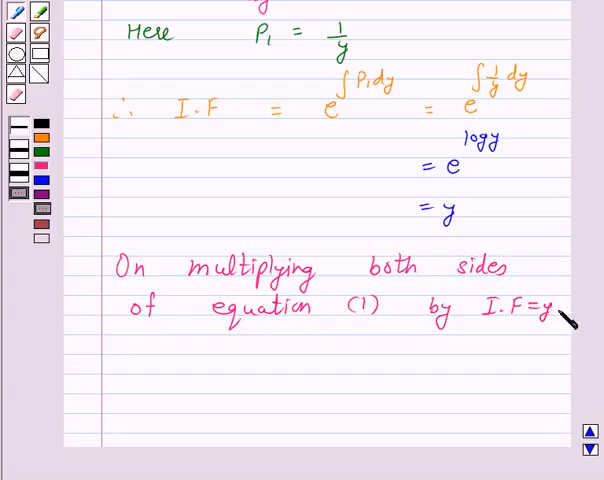 Here P₁ = 1/y
∴ I.F = e^∫P₁dy = e^∫1/y dy
= e^logy
= y
On multiplying both sides
of equation (1) by I.F=y